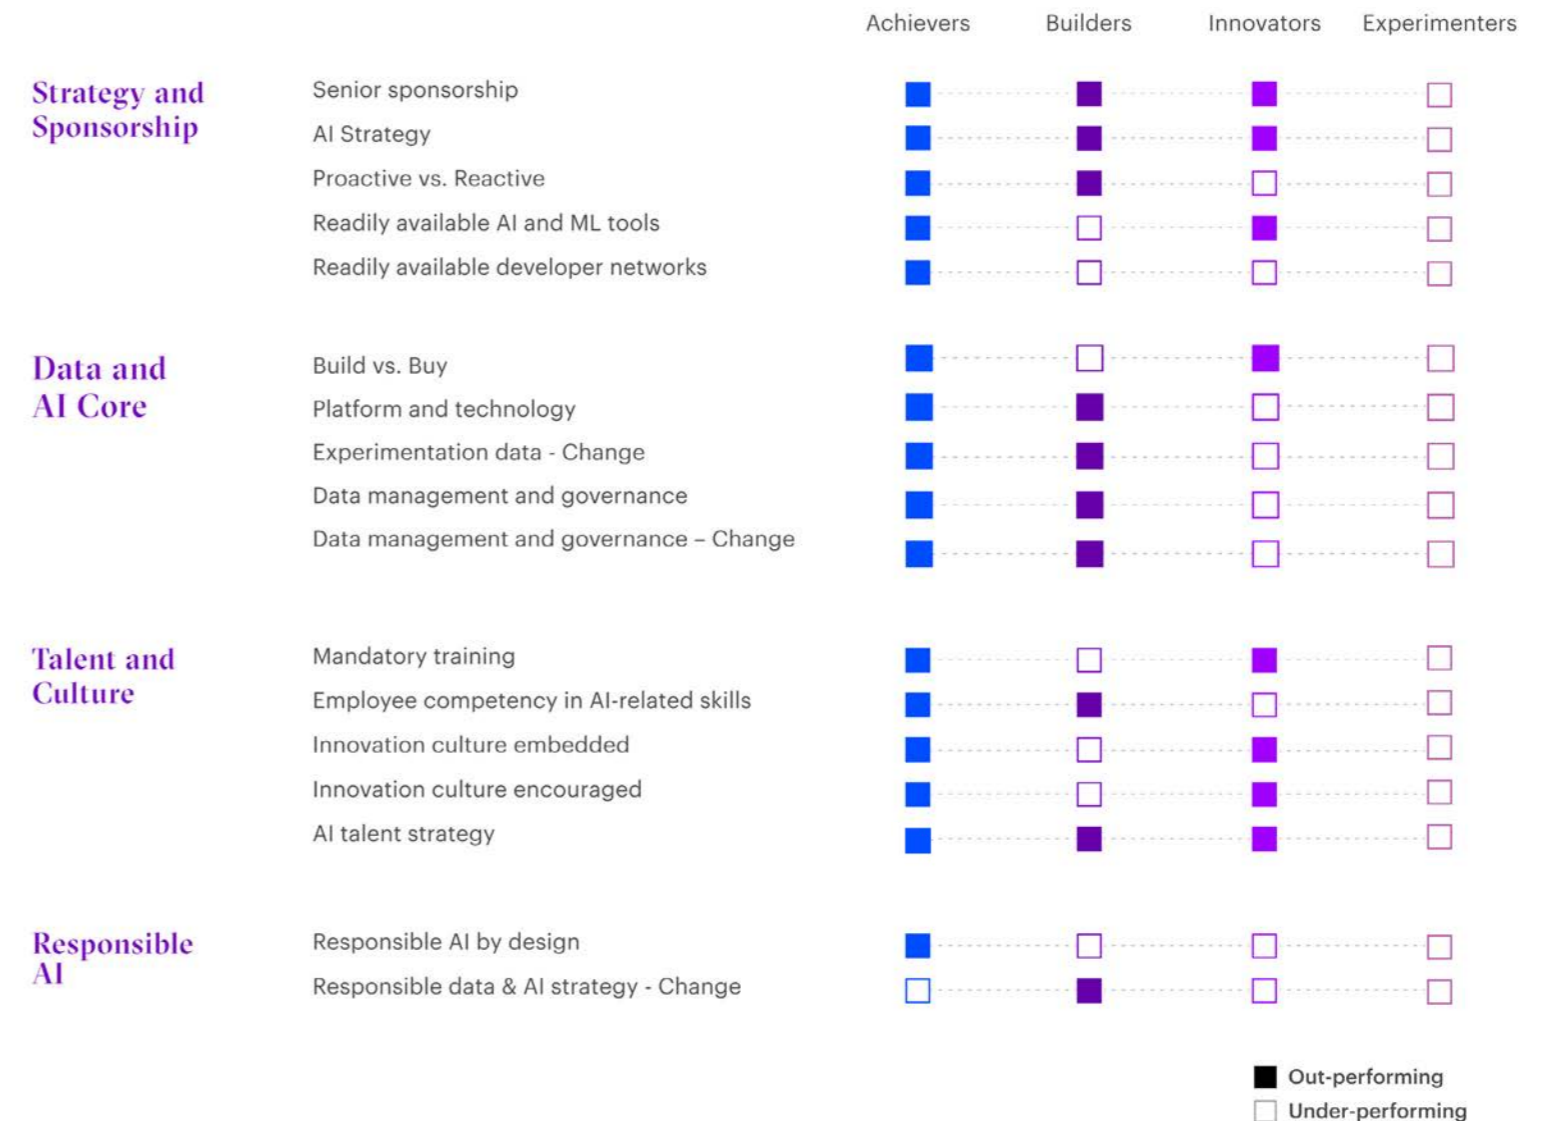 Achievers Builders Innovators Experimenters
Strategy and
Sponsorship
Senior sponsorship
AI Strategy
Proactive vs. Reactive
Readily available AI and ML tools
Readily available developer networks
Data and
AI Core
Build vs. Buy
Platform and technology
Experimentation data - Change
Data management and governance
Data management and governance – Change
Talent and
Culture
Mandatory training
Employee competency in AI-related skills
Innovation culture embedded
Innovation culture encouraged
AI talent strategy
Responsible
AI
Responsible AI by design
Responsible data & AI strategy - Change
Out-performing
Under-performing